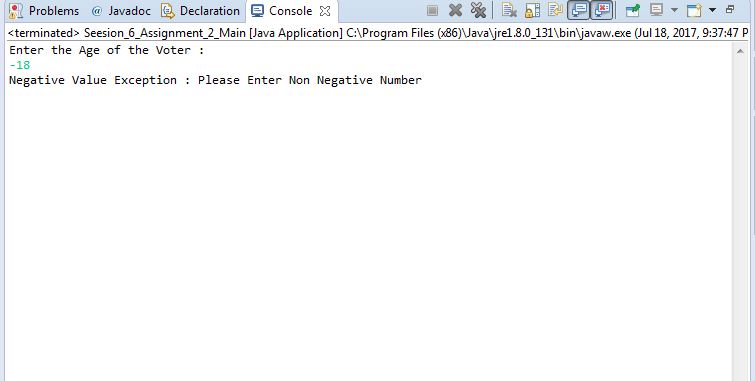 Problems @ Javadoc Declaration Console
<terminated> Seesion_6_Assignment_2_Main [Java Application] C:\Program Files (x86)\Java\jre1.8.0_131\bin\javaw.exe (Jul 18, 2017, 9:37:47 P
Enter the Age of the Voter :
-18
Negative Value Exception : Please Enter Non Negative Number